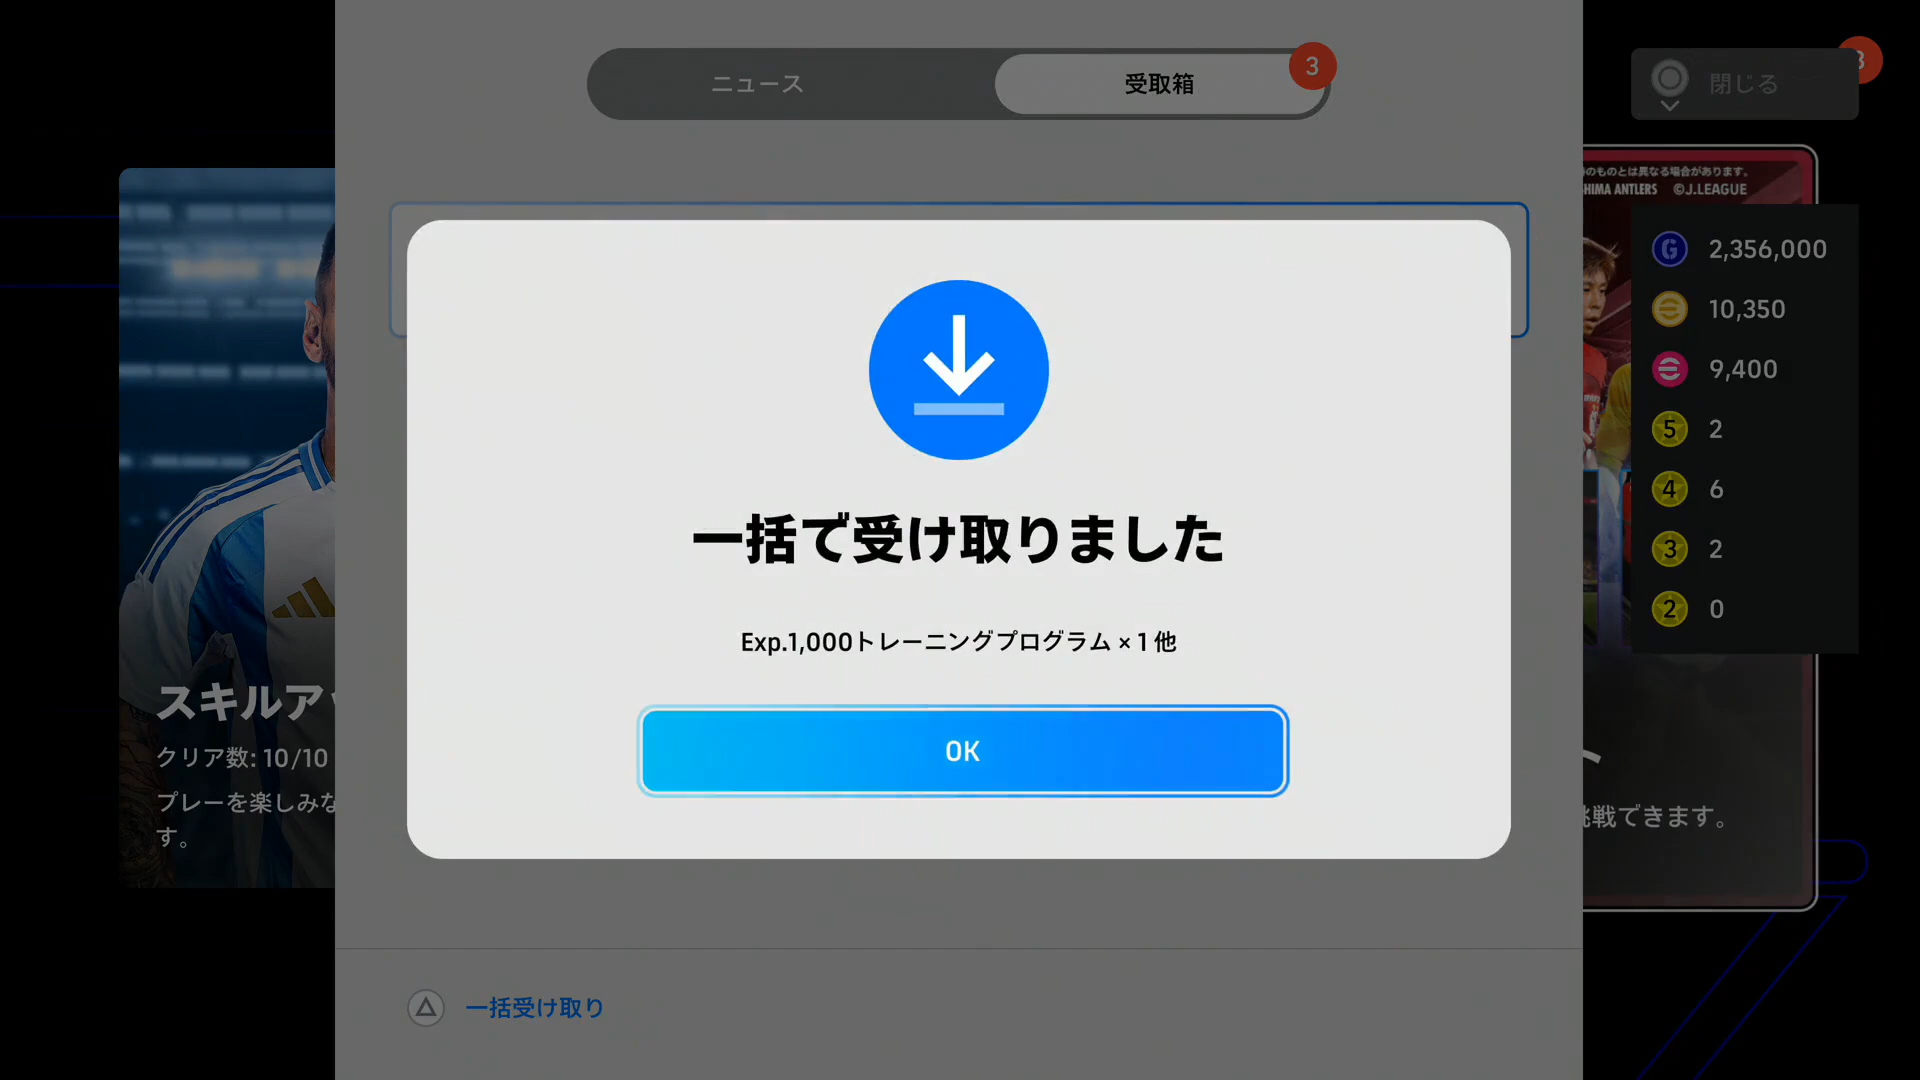 ニュース
受取箱
3
閉じる
のものとは異なる場合があります。
HIMA ANTLERS ©J.LEAGUE
G 2,356,000
10,350
9,400
5 2
4 6
3 2
2 0
一括で受け取りました
Exp.1,000トレーニングプログラム × 1 他
OK
スキルア
クリア数: 10/10
プレーを楽しみな
す。
戦できます。
一括受け取り